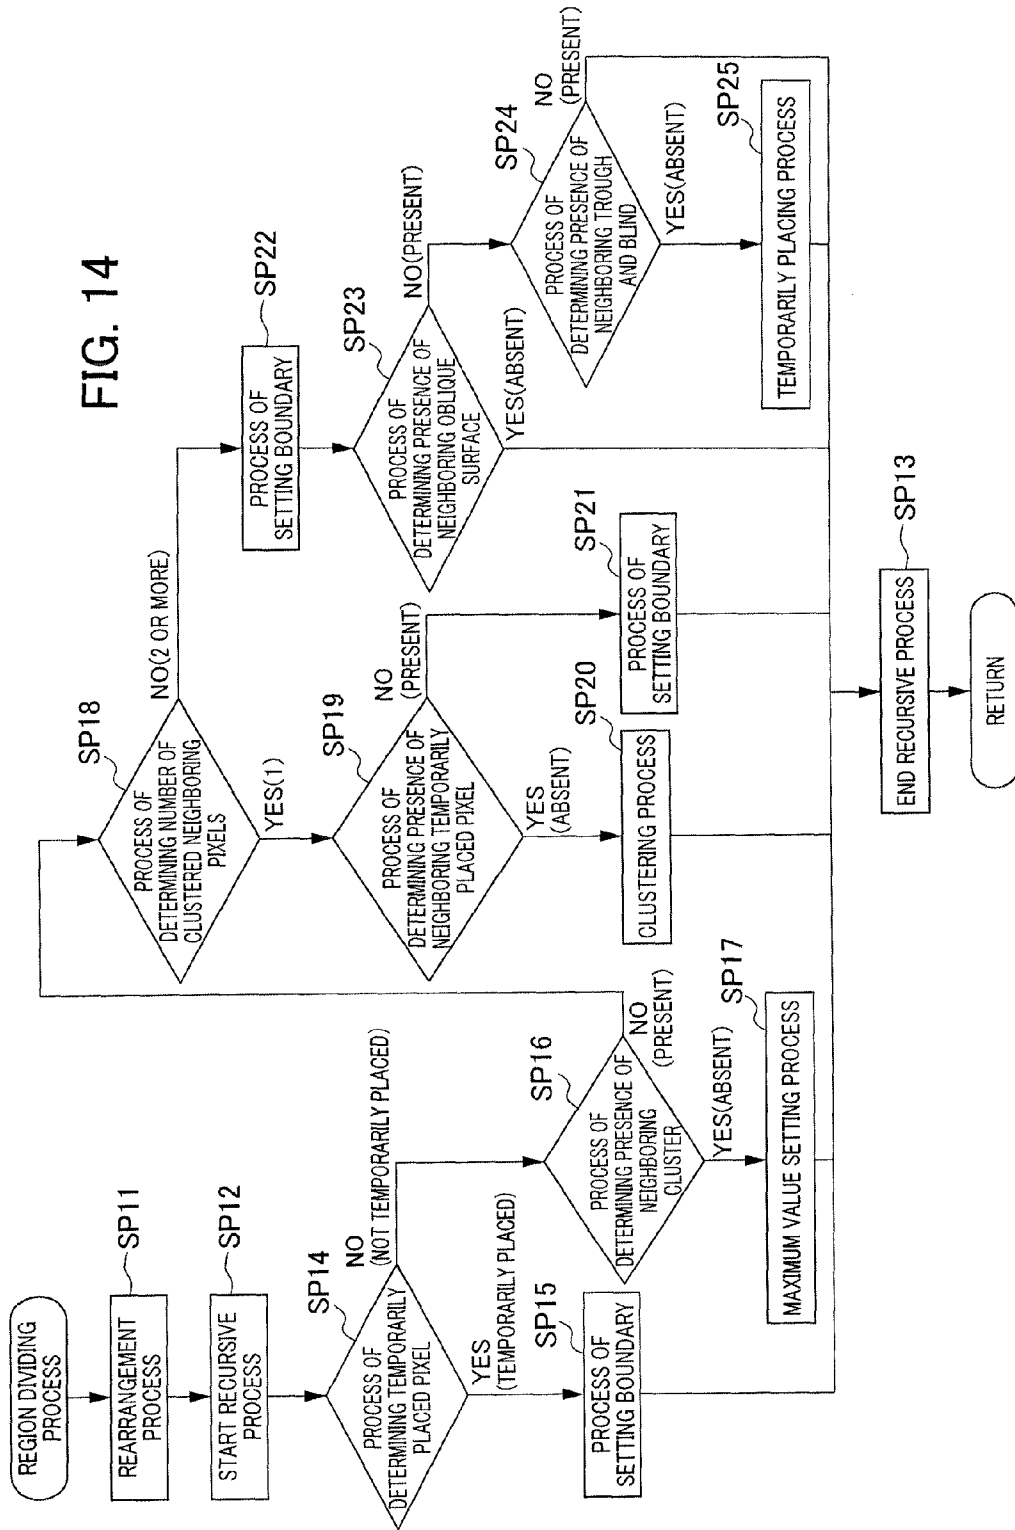 FIG. 14
REGION DIVIDING
PROCESS
SP11
REARRANGEMENT
PROCESS
SP12
START RECURSIVE
PROCESS
SP14
PROCESS OF
DETERMINING TEMPORARILY
PLACED PIXEL
NO
(NOT TEMPORARILY PLACED)
YES
(TEMPORARILY PLACED)
SP15
PROCESS OF
SETTING BOUNDARY
SP16
PROCESS OF
DETERMINING PRESENCE OF
NEIGHBORING
CLUSTER
NO
(PRESENT)
YES(ABSENT)
SP17
MAXIMUM VALUE SETTING PROCESS
SP18
PROCESS OF
DETERMINING NUMBER OF
CLUSTERED NEIGHBORING
PIXELS
NO(2 OR MORE)
YES(1)
SP19
PROCESS OF
DETERMINING PRESENCE OF
NEIGHBORING TEMPORARILY
PLACED PIXEL
NO
(PRESENT)
YES
(ABSENT)
SP20
CLUSTERING PROCESS
SP21
PROCESS OF
SETTING BOUNDARY
SP22
PROCESS OF
SETTING BOUNDARY
SP23
PROCESS OF
DETERMINING PRESENCE OF
NEIGHBORING OBLIQUE
SURFACE
NO(PRESENT)
YES(ABSENT)
SP24
PROCESS OF
DETERMINING PRESENCE OF
NEIGHBORING TROUGH
AND BLIND
NO
(PRESENT)
YES(ABSENT)
SP25
TEMPORARILY PLACING PROCESS
SP13
END RECURSIVE PROCESS
RETURN